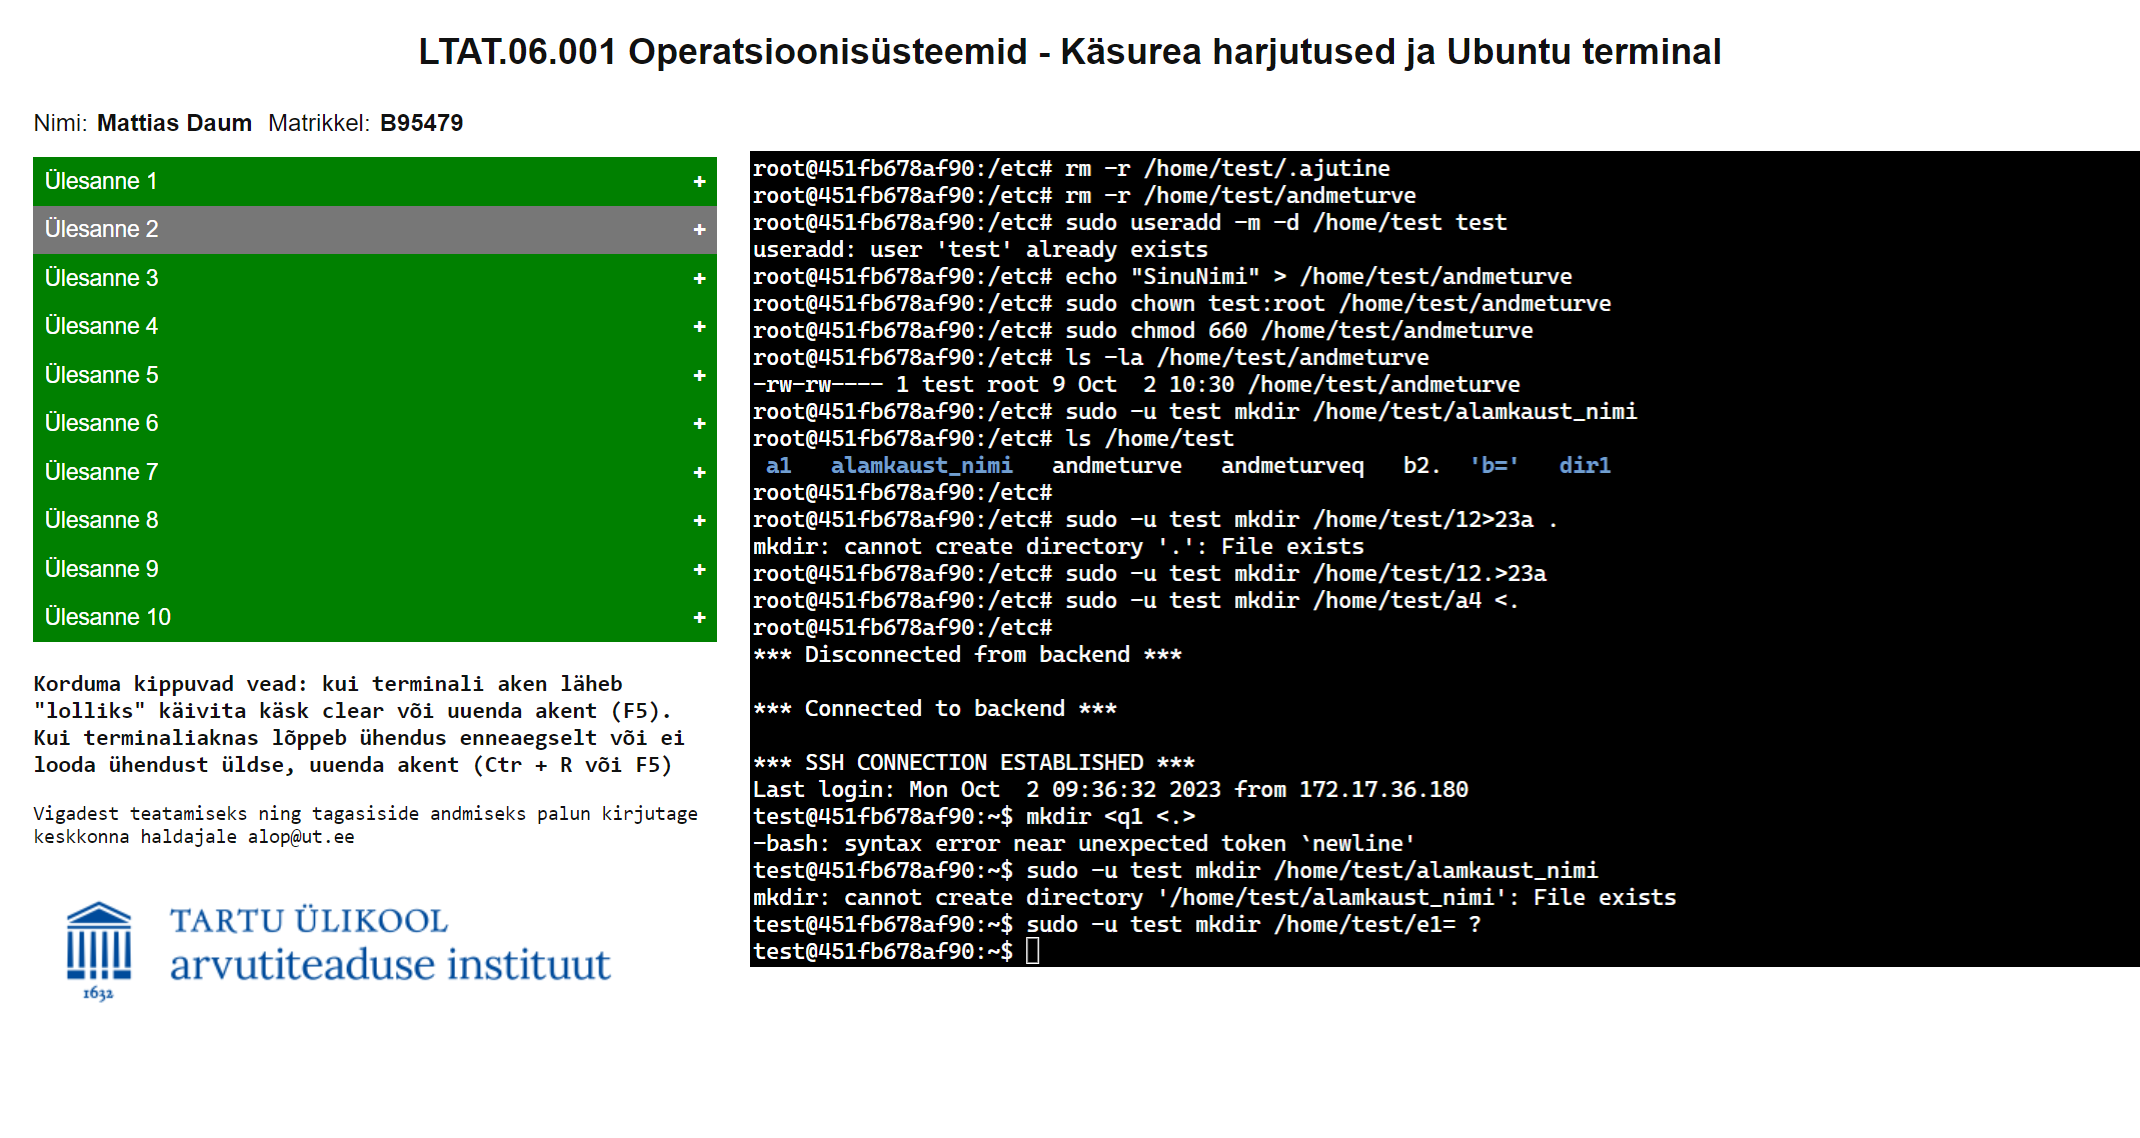 LTAT.06.001 Operatsioonisüsteemid - Käsurea harjutused ja Ubuntu terminal
Nimi: Mattias Daum Matrikkel: B95479
Ülesanne 1 +
Ülesanne 2 +
Ülesanne 3 +
Ülesanne 4 +
Ülesanne 5 +
Ülesanne 6 +
Ülesanne 7 +
Ülesanne 8 +
Ülesanne 9 +
Ülesanne 10 +
Korduma kippuvad vead: kui terminali aken läheb
"lolliks" käivita käsk clear või uuenda akent (F5).
Kui terminaliaknas lõppeb ühendus enneaegselt või ei
looda ühendust üldse, uuenda akent (Ctr + R või F5)
Vigadest teatamiseks ning tagasiside andmiseks palun kirjutage
keskkonna haldajale alop@ut.ee
TARTU ÜLIKOOL
arvutiteaduse instituut
1632
root@451fb678af90:/etc# rm -r /home/test/.ajutine
root@451fb678af90:/etc# rm -r /home/test/andmeturve
root@451fb678af90:/etc# sudo useradd -m -d /home/test test
useradd: user 'test' already exists
root@451fb678af90:/etc# echo "SinuNimi" > /home/test/andmeturve
root@451fb678af90:/etc# sudo chown test:root /home/test/andmeturve
root@451fb678af90:/etc# sudo chmod 660 /home/test/andmeturve
root@451fb678af90:/etc# ls -la /home/test/andmeturve
-rw-rw---- 1 test root 9 Oct  2 10:30 /home/test/andmeturve
root@451fb678af90:/etc# sudo -u test mkdir /home/test/alamkaust_nimi
root@451fb678af90:/etc# ls /home/test
a1   alamkaust_nimi   andmeturve   andmeturveq   b2.  'b='   dir1
root@451fb678af90:/etc#
root@451fb678af90:/etc# sudo -u test mkdir /home/test/12>23a .
mkdir: cannot create directory '.': File exists
root@451fb678af90:/etc# sudo -u test mkdir /home/test/12.>23a
root@451fb678af90:/etc# sudo -u test mkdir /home/test/a4 <.
root@451fb678af90:/etc#
*** Disconnected from backend ***
*** Connected to backend ***
*** SSH CONNECTION ESTABLISHED ***
Last login: Mon Oct  2 09:36:32 2023 from 172.17.36.180
test@451fb678af90:~$ mkdir <q1 <.>
-bash: syntax error near unexpected token `newline'
test@451fb678af90:~$ sudo -u test mkdir /home/test/alamkaust_nimi
mkdir: cannot create directory '/home/test/alamkaust_nimi': File exists
test@451fb678af90:~$ sudo -u test mkdir /home/test/e1= ?
test@451fb678af90:~$